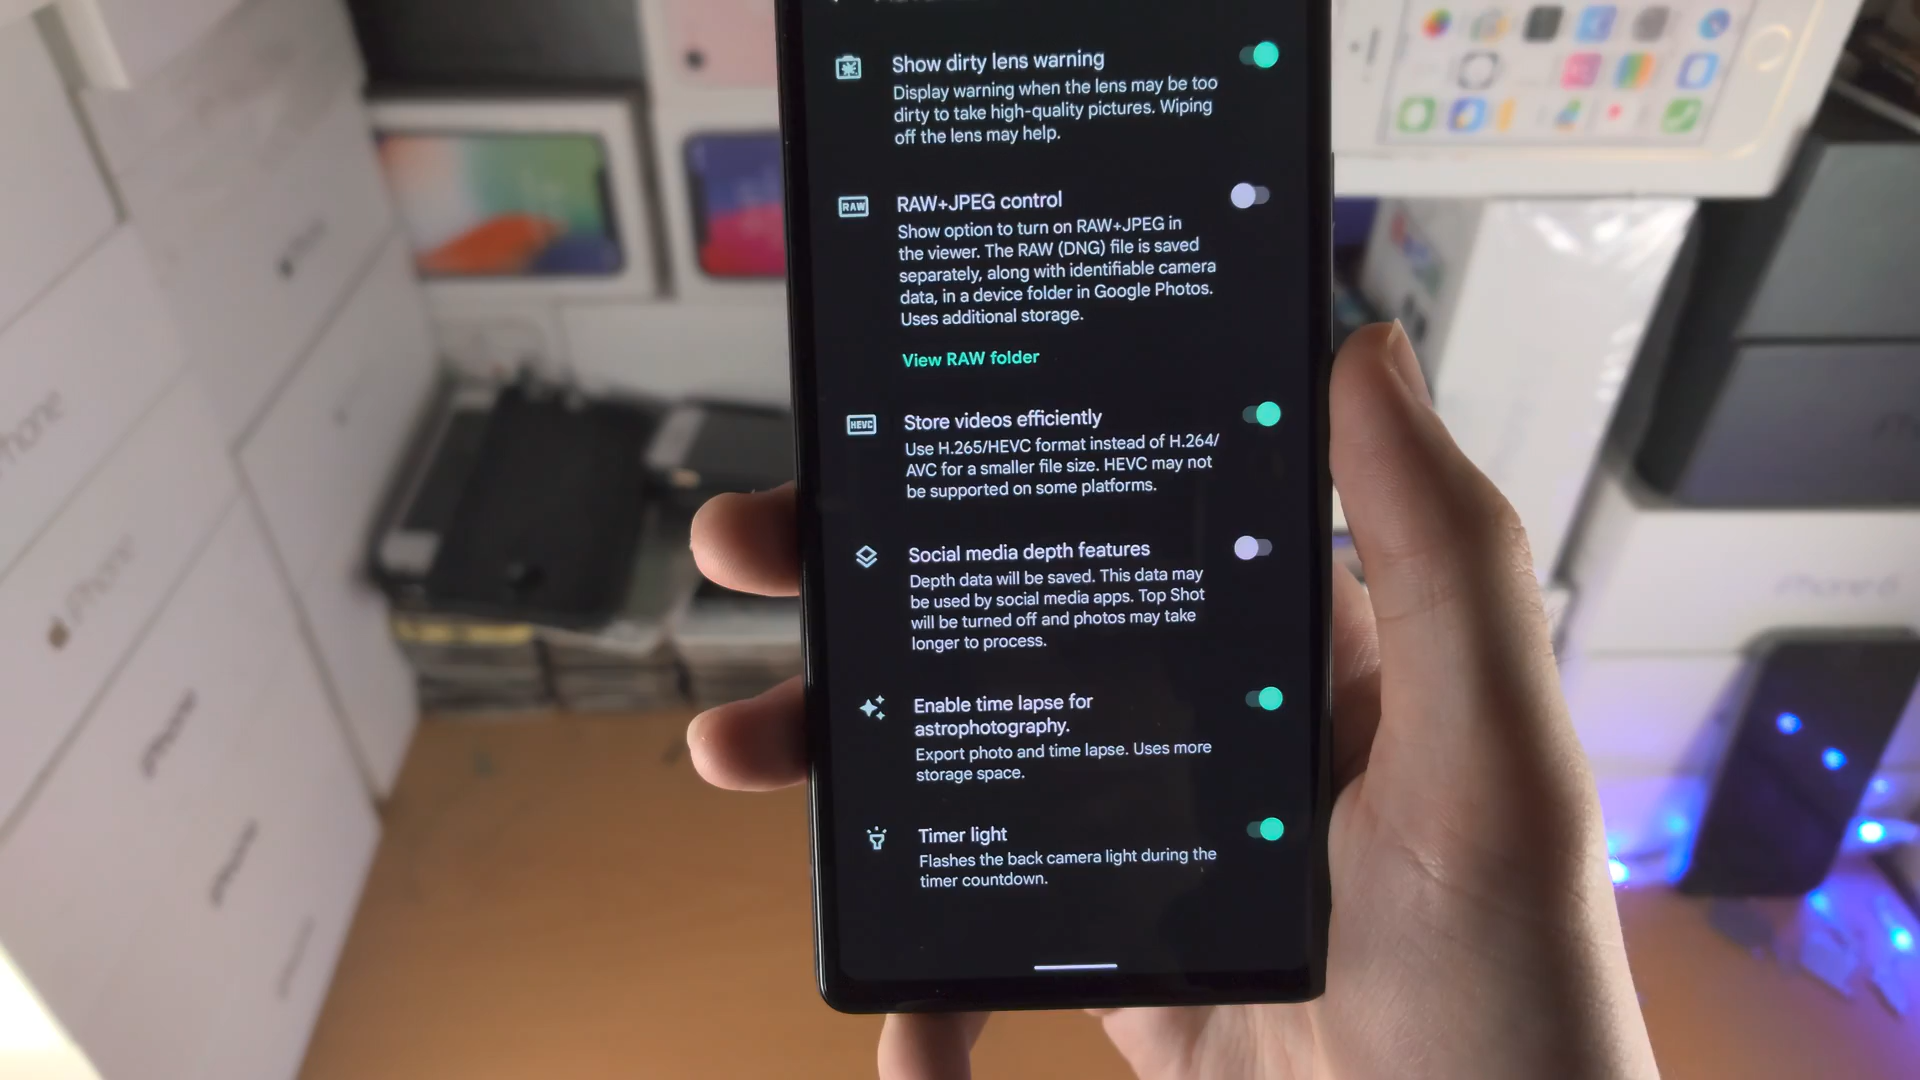 Show dirty lens warning
Display warning when the lens may be too
dirty to take high-quality pictures. Wiping
off the lens may help.
RAW
RAW+JPEG control
Show option to turn on RAW+JPEG in
the viewer. The RAW (DNG) file is saved
separately, along with identifiable camera
data, in a device folder in Google Photos.
Uses additional storage.
View RAW folder
HEVC
Store videos efficiently
Use H.265/HEVC format instead of H.264/
AVC for a smaller file size. HEVC may not
be supported on some platforms.
Social media depth features
Depth data will be saved. This data may
be used by social media apps. Top Shot
will be turned off and photos may take
longer to process.
Enable time lapse for
astrophotography.
Export photo and time lapse. Uses more
storage space.
Timer light
Flashes the back camera light during the
timer countdown.
iPhone
iPhone
iPhone
iPhone